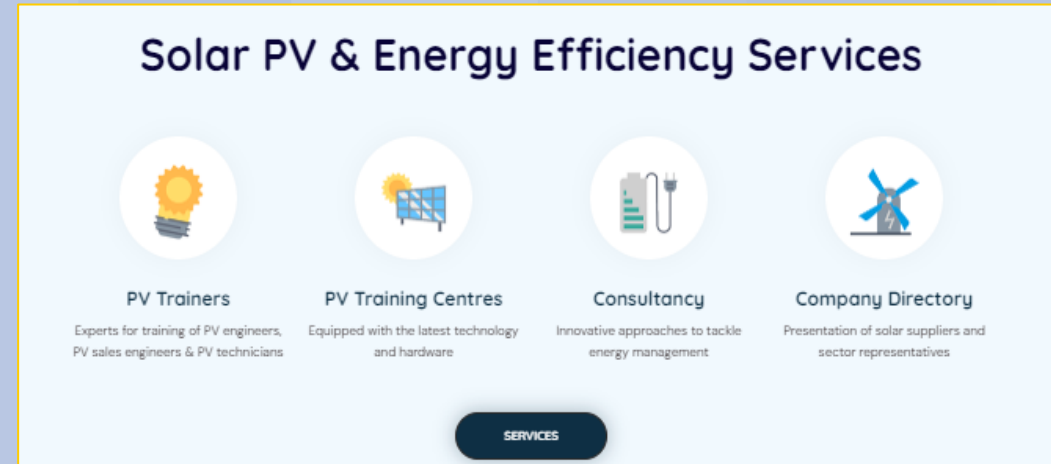 Solar PV & Energy Efficiency Services
PV Trainers
Experts for training of PV engineers,
PV sales engineers & PV technicians
PV Training Centres
Equipped with the latest technology
and hardware
Consultancy
Innovative approaches to tackle
energy management
Company Directory
Presentation of solar suppliers and
sector representatives
SERVICES